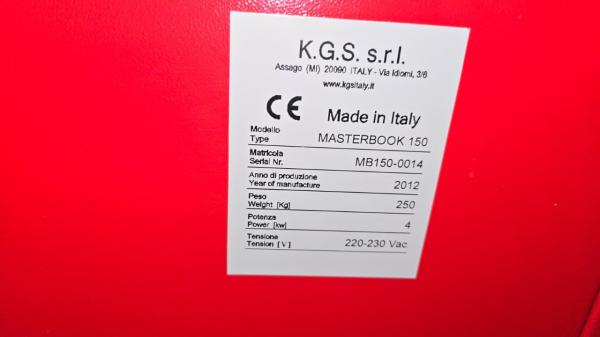 K.G.S. s.r.l.
Assago (MI) 20090 ITALY - Via Idiomi, 3/6
www.kgsitaly.it
CE Made in Italy
Modello
Type MASTERBOOK 150
Matricola
Serial Nr. MB150-0014
Anno di produzione
Year of manufacture 2012
Peso
Weight [Kg] 250
Potenza
Power [kw] 4
Tensione
Tension [V] 220-230 Vac